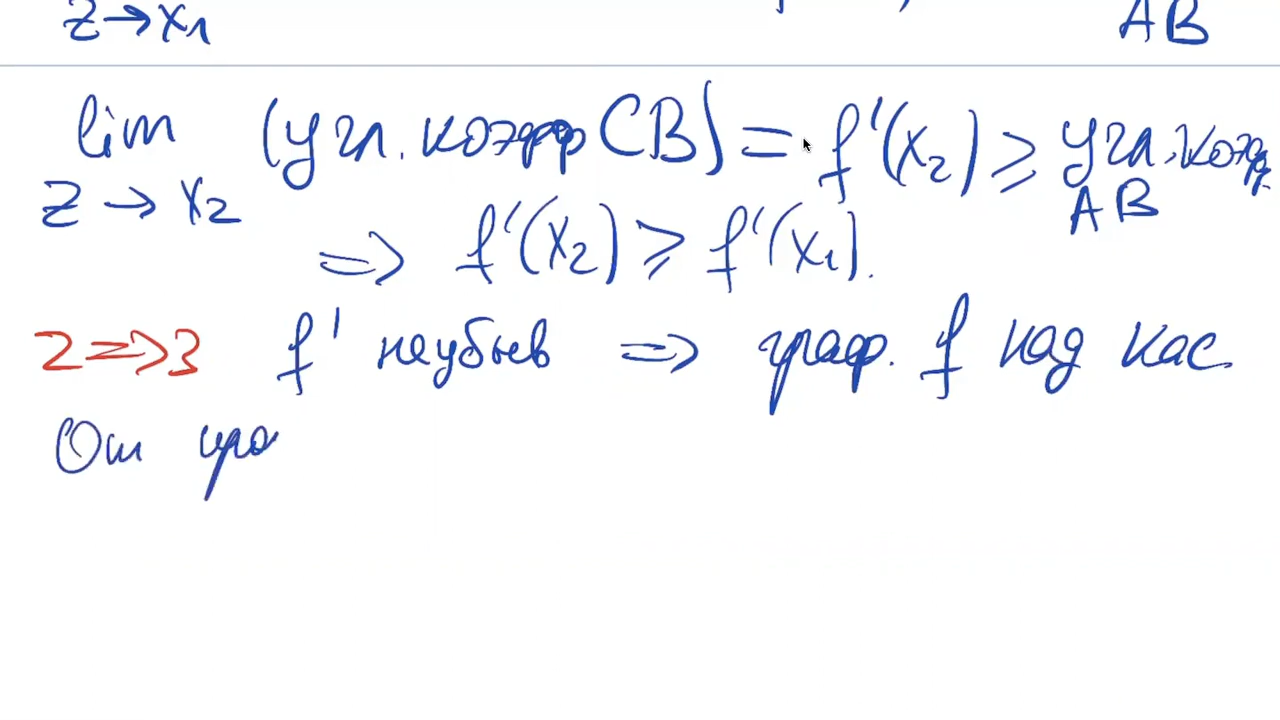 z→x₁ AB
lim (угл. коэфф CB) = f'(x₂) ⩾ угл. коэфф.
z → x₂ AB
=> f'(x₂) ⩾ f'(x₁).
2=>3 f' неубыв => граф. f над кас.
От про